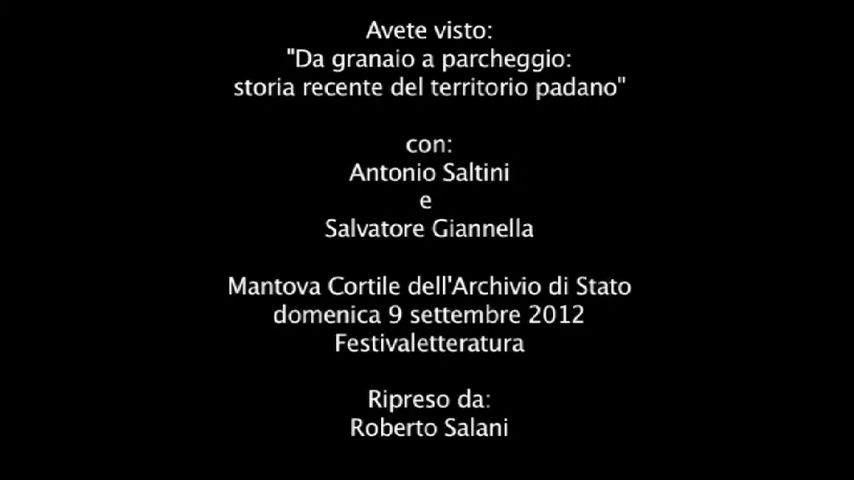 Avete visto:
"Da granaio a parcheggio:
storia recente del territorio padano"
con:
Antonio Saltini
e
Salvatore Giannella
Mantova Cortile dell'Archivio di Stato
domenica 9 settembre 2012
Festivaletteratura
Ripreso da:
Roberto Salani